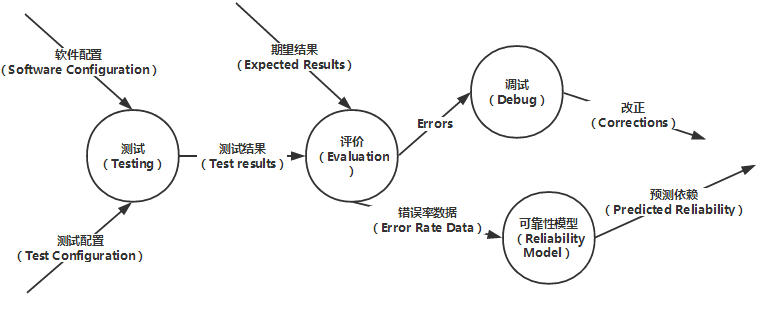 软件配置
（Software Configuration）
期望结果
（Expected Results）
测试
（Testing）
测试结果
（Test results）
评价
（Evaluation
）
测试配置
（Test Configuration）
Errors
调试
（Debug）
改正
（Corrections）
错误率数据
（Error Rate Data）
可靠性模型
（Reliability
Model）
预测依赖
（Predicted Reliability）